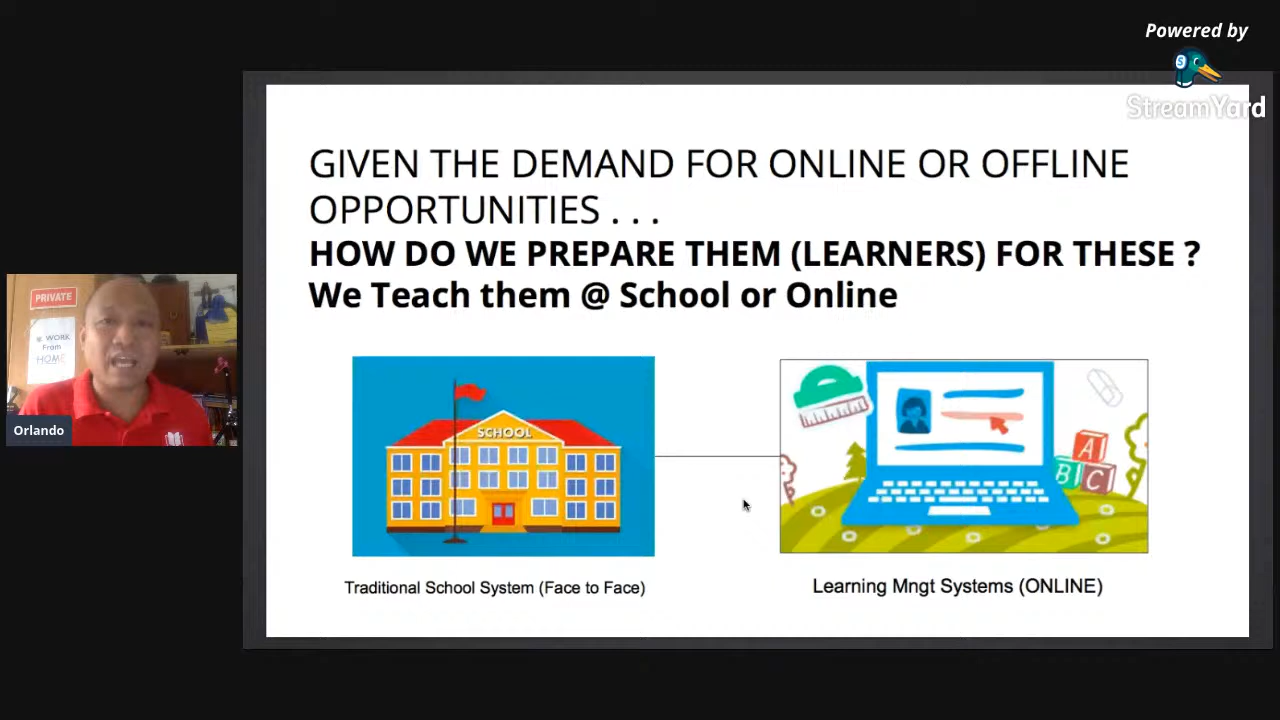 Powered by
StreamYard
GIVEN THE DEMAND FOR ONLINE OR OFFLINE
OPPORTUNITIES . . .
HOW DO WE PREPARE THEM (LEARNERS) FOR THESE ?
We Teach them @ School or Online
PRIVATE
WORK
From
HOME
Orlando
SCHOOL
A
B C
Traditional School System (Face to Face)
Learning Mngt Systems (ONLINE)